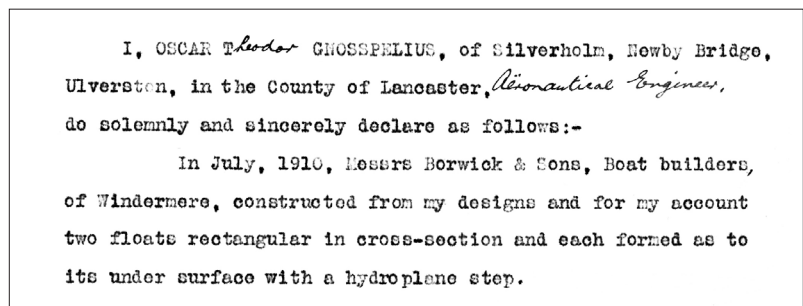 I, OSCAR Theodor GNOSSPELIUS, of Silverholm, Newby Bridge,
Ulverston, in the County of Lancaster, Aëronautical Engineer,
do solemnly and sincerely declare as follows:-
In July, 1910, Messrs Borwick & Sons, Boat builders,
of Windermere, constructed from my designs and for my account
two floats rectangular in cross-section and each formed as to
its under surface with a hydroplane step.